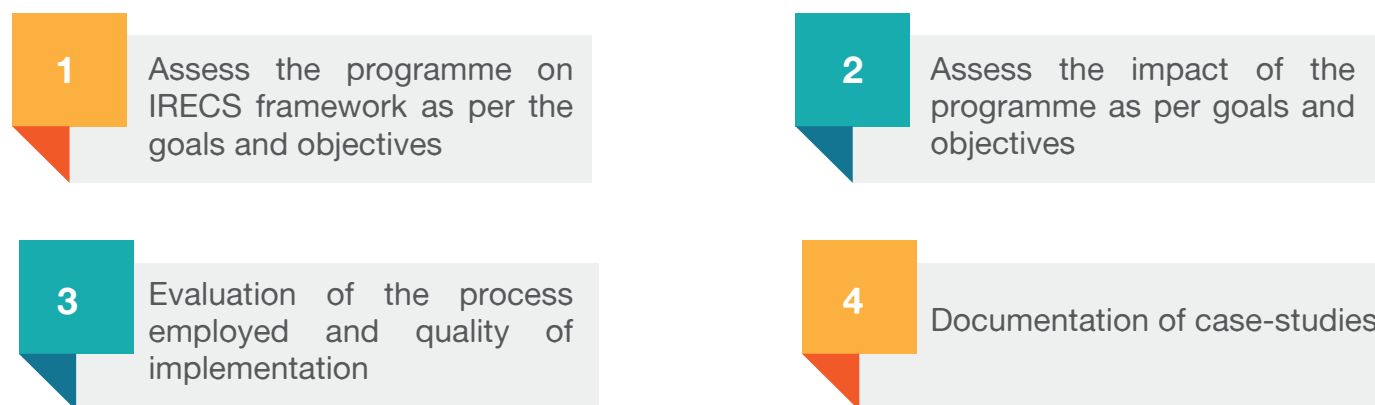 1
Assess the programme on
IRECS framework as per the
goals and objectives
2
Assess the impact of the
programme as per goals and
objectives
3
Evaluation of the process
employed and quality of
implementation
4
Documentation of case-studies